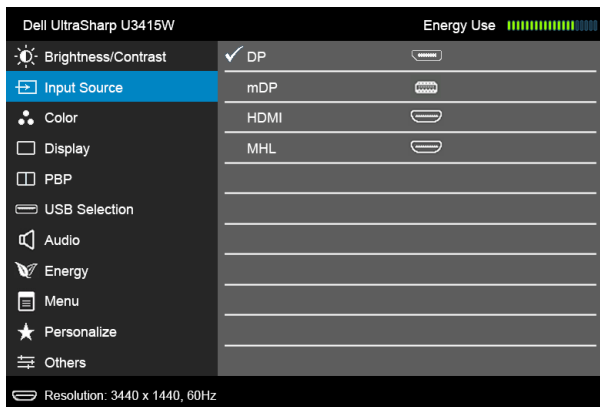 Dell UltraSharp U3415W Energy Use
Brightness/Contrast DP
Input Source mDP
Color HDMI
Display MHL
PBP
USB Selection
Audio
Energy
Menu
Personalize
Others
Resolution: 3440 x 1440, 60Hz